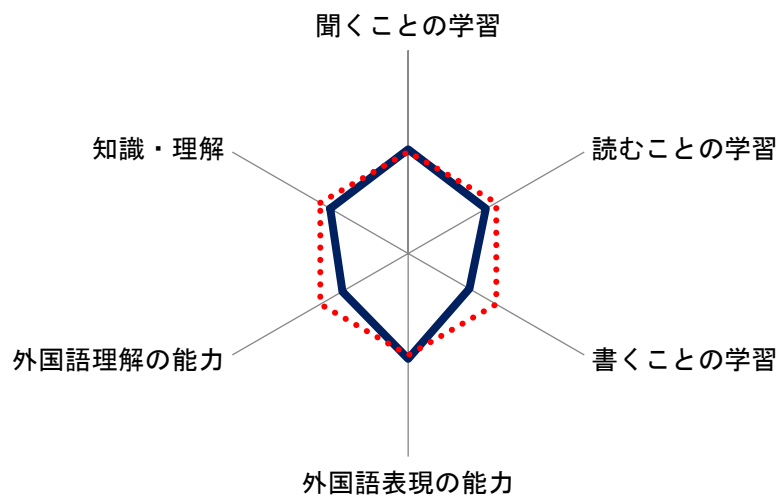 聞くことの学習
知識・理解
読むことの学習
外国語理解の能力
書くことの学習
外国語表現の能力